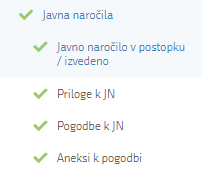 Javna naročila
Javno naročilo v postopku
/ izvedeno
Priloge k JN
Pogodbe k JN
Aneksi k pogodbi